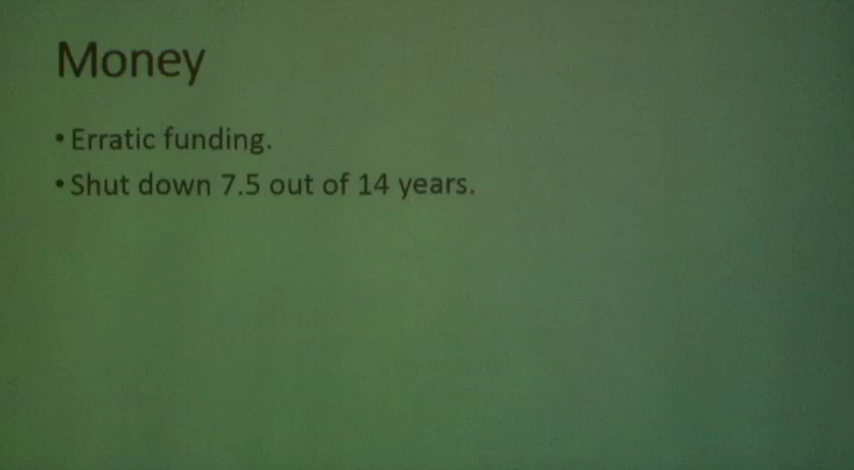 Money
• Erratic funding.
• Shut down 7.5 out of 14 years.